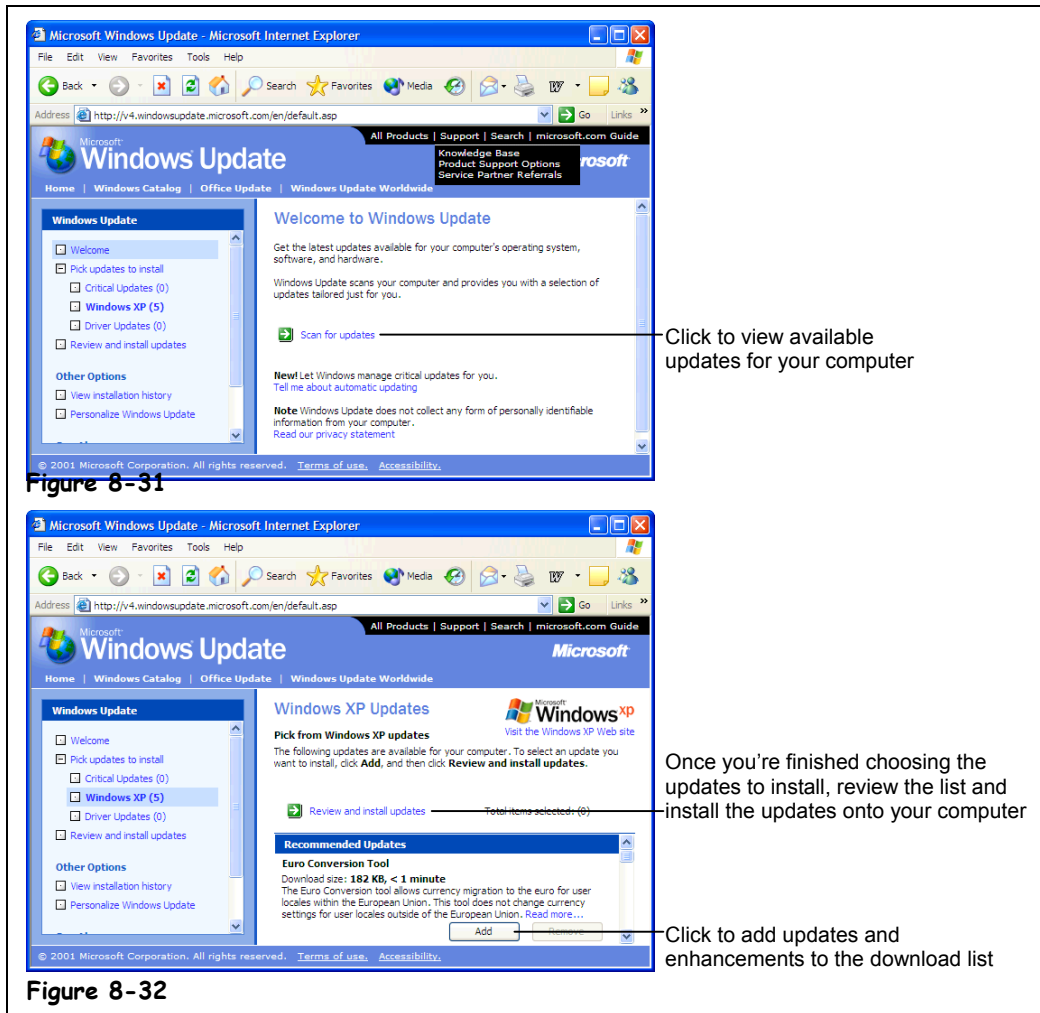 Microsoft Windows Update - Microsoft Internet Explorer
File Edit View Favorites Tools Help
Back Search Favorites Media
Address http://v4.windowsupdate.microsoft.com/en/default.asp Go Links »
All Products | Support | Search | microsoft.com Guide
Knowledge Base
Product Support Options
Service Partner Referrals
Microsoft
Windows Update
rosoft
Home | Windows Catalog | Office Update | Windows Update Worldwide
Windows Update
Welcome
Pick updates to install
Critical Updates (0)
Windows XP (5)
Driver Updates (0)
Review and install updates
Other Options
View installation history
Personalize Windows Update
Welcome to Windows Update
Get the latest updates available for your computer's operating system,
software, and hardware.
Windows Update scans your computer and provides you with a selection of
updates tailored just for you.
Scan for updates
New! Let Windows manage critical updates for you.
Tell me about automatic updating
Note Windows Update does not collect any form of personally identifiable
information from your computer.
Read our privacy statement
© 2001 Microsoft Corporation. All rights reserved. Terms of use. Accessibility.
Click to view available
updates for your computer
Figure 8-31
Microsoft Windows Update - Microsoft Internet Explorer
File Edit View Favorites Tools Help
Back Search Favorites Media
Address http://v4.windowsupdate.microsoft.com/en/default.asp Go Links »
All Products | Support | Search | microsoft.com Guide
Microsoft
Windows Update
Microsoft
Home | Windows Catalog | Office Update | Windows Update Worldwide
Windows Update
Welcome
Pick updates to install
Critical Updates (0)
Windows XP (5)
Driver Updates (0)
Review and install updates
Other Options
View installation history
Personalize Windows Update
Windows XP Updates
Microsoft
Windows xp
Visit the Windows XP Web site
Pick from Windows XP updates
The following updates are available for your computer. To select an update you
want to install, click Add, and then click Review and install updates.
Review and install updates Total items selected: (0)
Recommended Updates
Euro Conversion Tool
Download size: 182 KB, < 1 minute
The Euro Conversion tool allows currency migration to the euro for user
locales within the European Union. This tool does not change currency
settings for user locales outside of the European Union. Read more...
Add Remove
© 2001 Microsoft Corporation. All rights reserved. Terms of use. Accessibility.
Once you're finished choosing the
updates to install, review the list and
install the updates onto your computer
Click to add updates and
enhancements to the download list
Figure 8-32